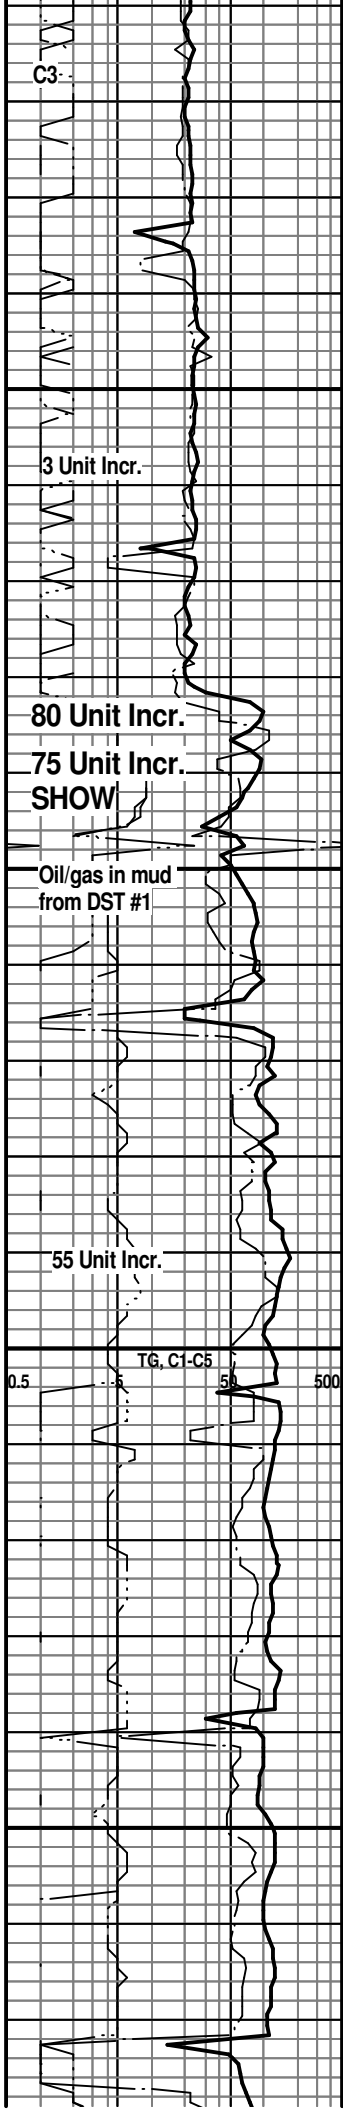 C3
3 Unit Incr.
80 Unit Incr.
75 Unit Incr.
SHOW
Oil/gas in mud
from DST #1
55 Unit Incr.
TG, C1-C5
0.5 5 50 500